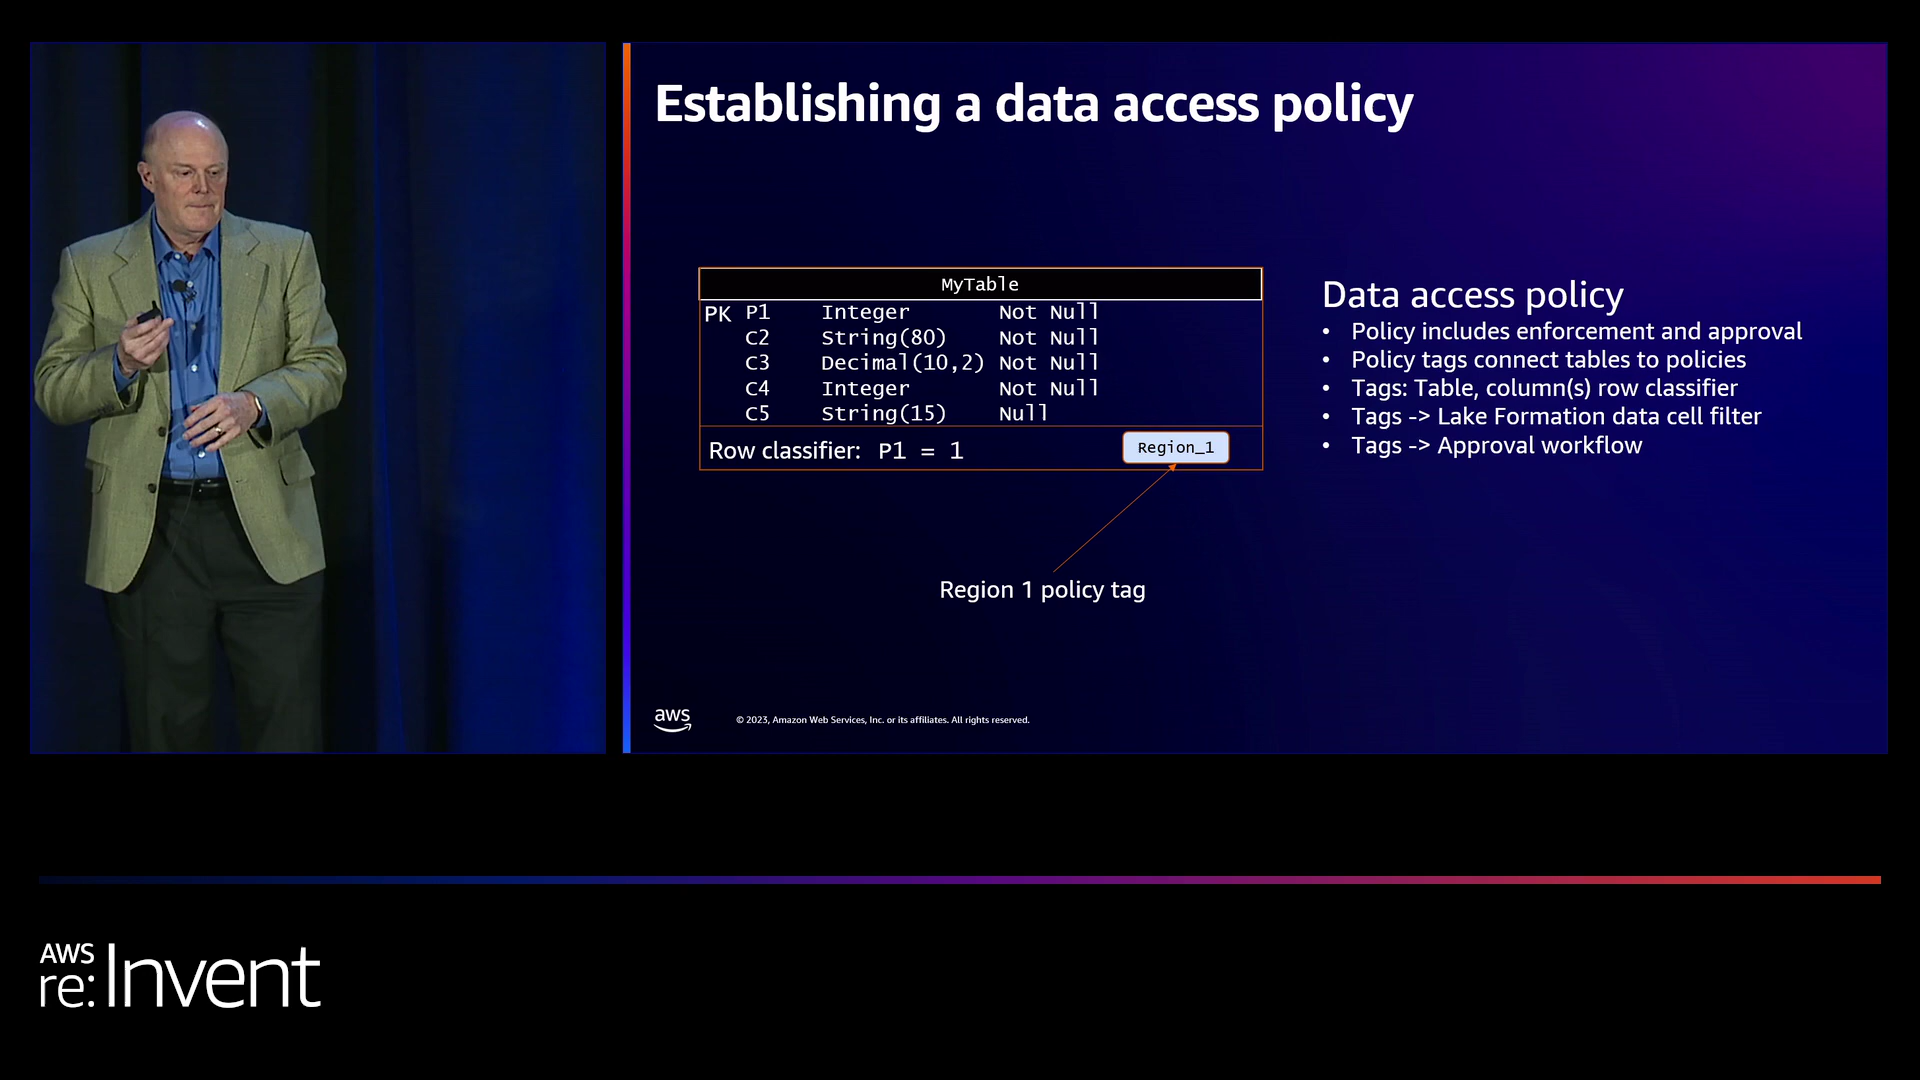 Establishing a data access policy
MyTable
PK P1 Integer Not Null
C2 String(80) Not Null
C3 Decimal(10,2) Not Null
C4 Integer Not Null
C5 String(15) Null
Row classifier: P1 = 1
Region_1
Region 1 policy tag
Data access policy
• Policy includes enforcement and approval
• Policy tags connect tables to policies
• Tags: Table, column(s) row classifier
• Tags -> Lake Formation data cell filter
• Tags -> Approval workflow
aws
© 2023, Amazon Web Services, Inc. or its affiliates. All rights reserved.
AWS
re:Invent